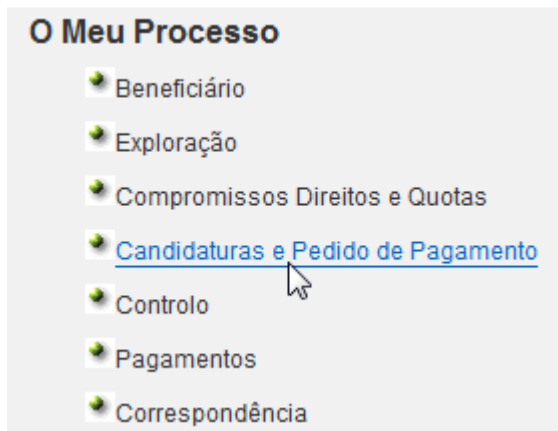 O Meu Processo
Beneficiário
Exploração
Compromissos Direitos e Quotas
Candidaturas e Pedido de Pagamento
Controlo
Pagamentos
Correspondência